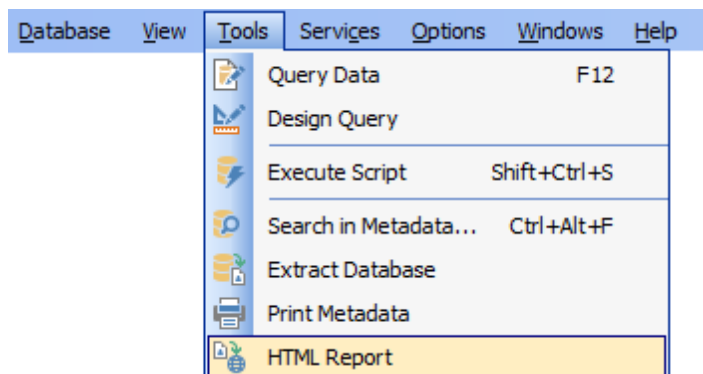 Database View Tools Services Options Windows Help
Query Data F12
Design Query
Execute Script Shift+Ctrl+S
Search in Metadata... Ctrl+Alt+F
Extract Database
Print Metadata
HTML Report